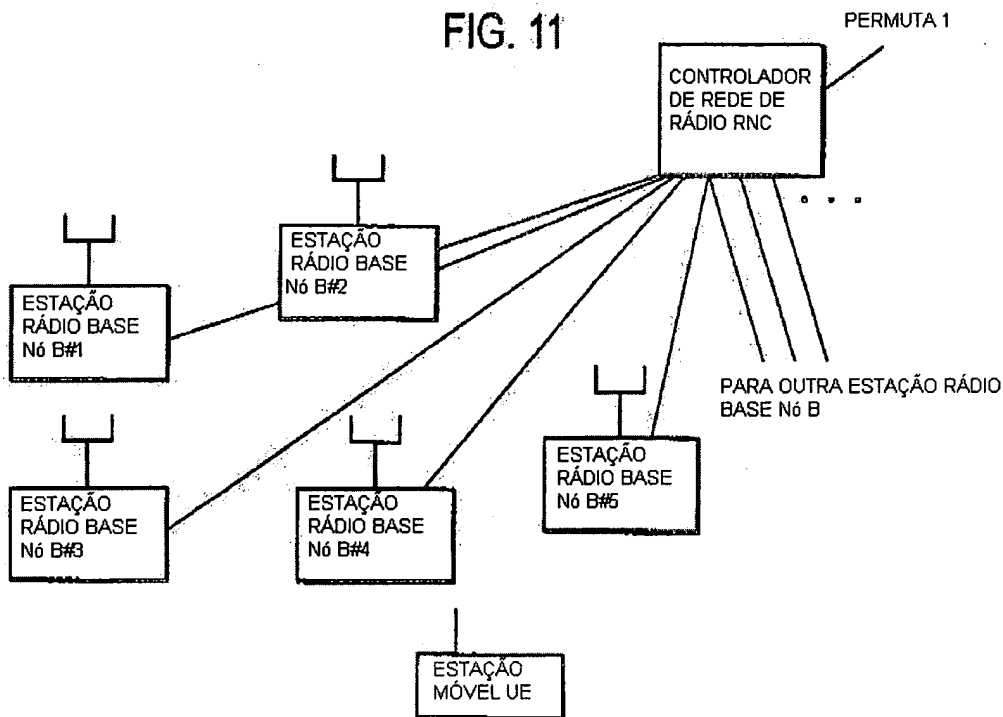 FIG. 11
PERMUTA 1
CONTROLADOR
DE REDE DE
RÁDIO RNC
ESTAÇÃO
RÁDIO BASE
Nó B#2
ESTAÇÃO
RÁDIO BASE
Nó B#1
PARA OUTRA ESTAÇÃO RÁDIO
BASE Nó B
ESTAÇÃO
RÁDIO BASE
Nó B#5
ESTAÇÃO
RÁDIO BASE
Nó B#3
ESTAÇÃO
RÁDIO BASE
Nó B#4
ESTAÇÃO
MÓVEL UE